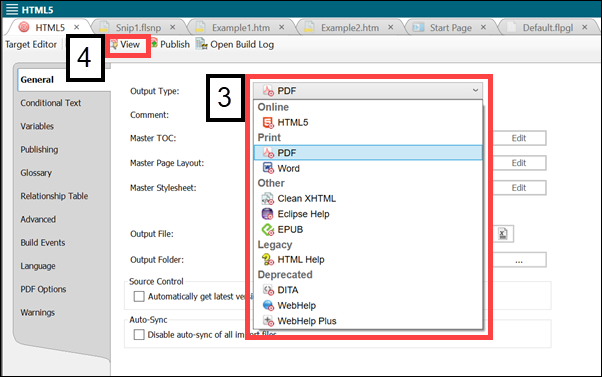 HTML5
HTML5 Snip1.flsnp Example1.htm Example2.htm Start Page Default.flpgl
Target Editor View Publish Open Build Log
4
General
Conditional Text
Variables
Publishing
Glossary
Relationship Table
Advanced
Build Events
Language
PDF Options
Warnings
3
Output Type: PDF
Comment:
Master TOC: Edit
Master Page Layout: Edit
Master Stylesheet: Edit
Output File:
Output Folder: ...
Online
HTML5
Print
PDF
Word
Other
Clean XHTML
Eclipse Help
EPUB
Legacy
HTML Help
Deprecated
DITA
WebHelp
WebHelp Plus
Source Control
Automatically get latest versi
Auto-Sync
Disable auto-sync of all import files